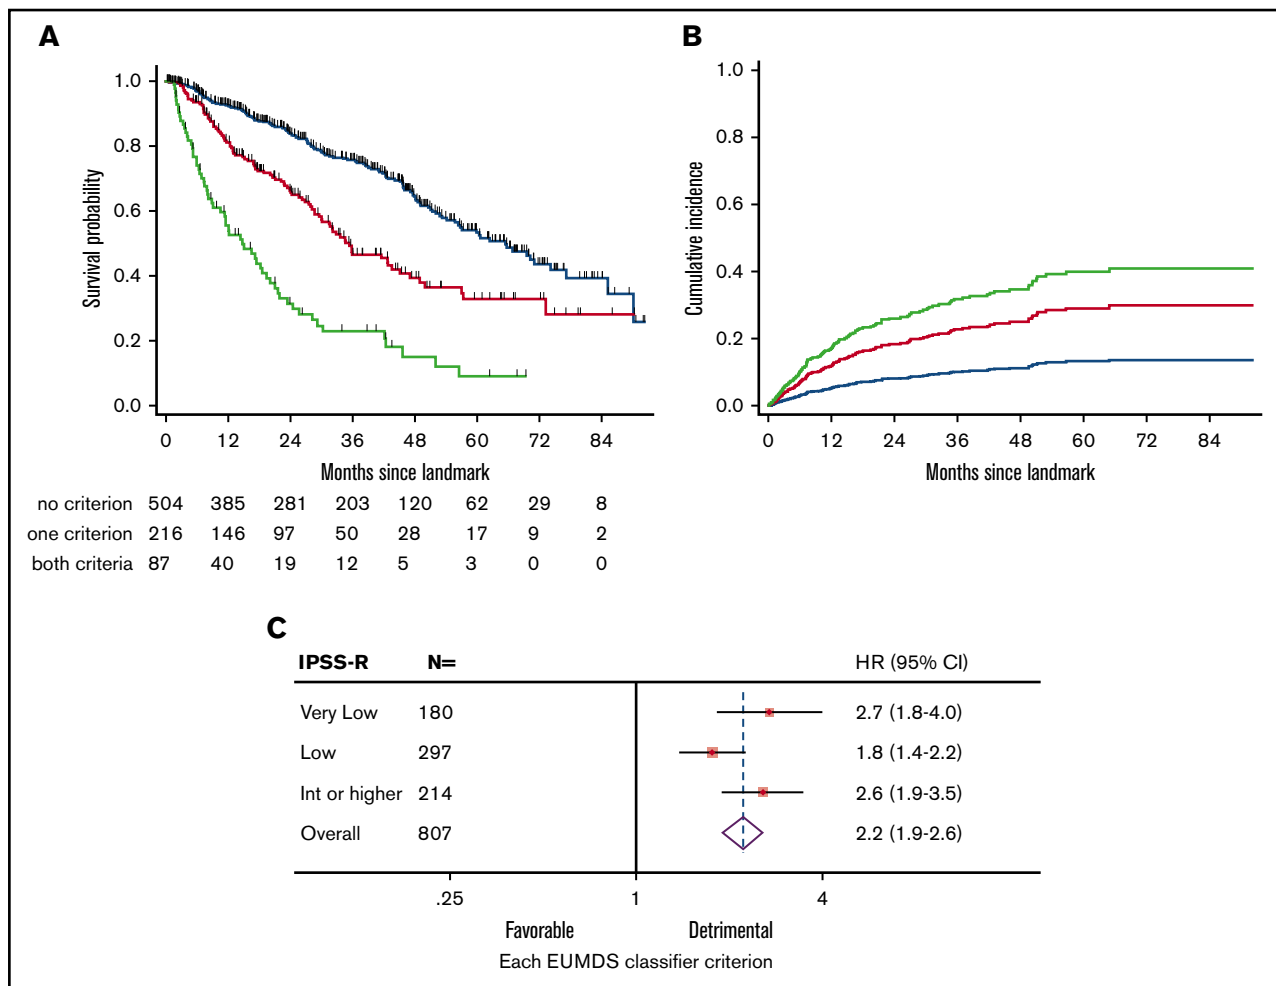 A
B
1.0
0.8
0.6
0.4
0.2
0.0
Survival probability
0 12 24 36 48 60 72 84
Months since landmark
no criterion 504 385 281 203 120 62 29 8
one criterion 216 146 97 50 28 17 9 2
both criteria 87 40 19 12 5 3 0 0
1.0
0.8
0.6
0.4
0.2
0.0
Cumulative incidence
0 12 24 36 48 60 72 84
Months since landmark
C
IPSS-R N= HR (95% CI)
Very Low 180 2.7 (1.8-4.0)
Low 297 1.8 (1.4-2.2)
Int or higher 214 2.6 (1.9-3.5)
Overall 807 2.2 (1.9-2.6)
.25 1 4
Favorable Detrimental
Each EUMDS classifier criterion